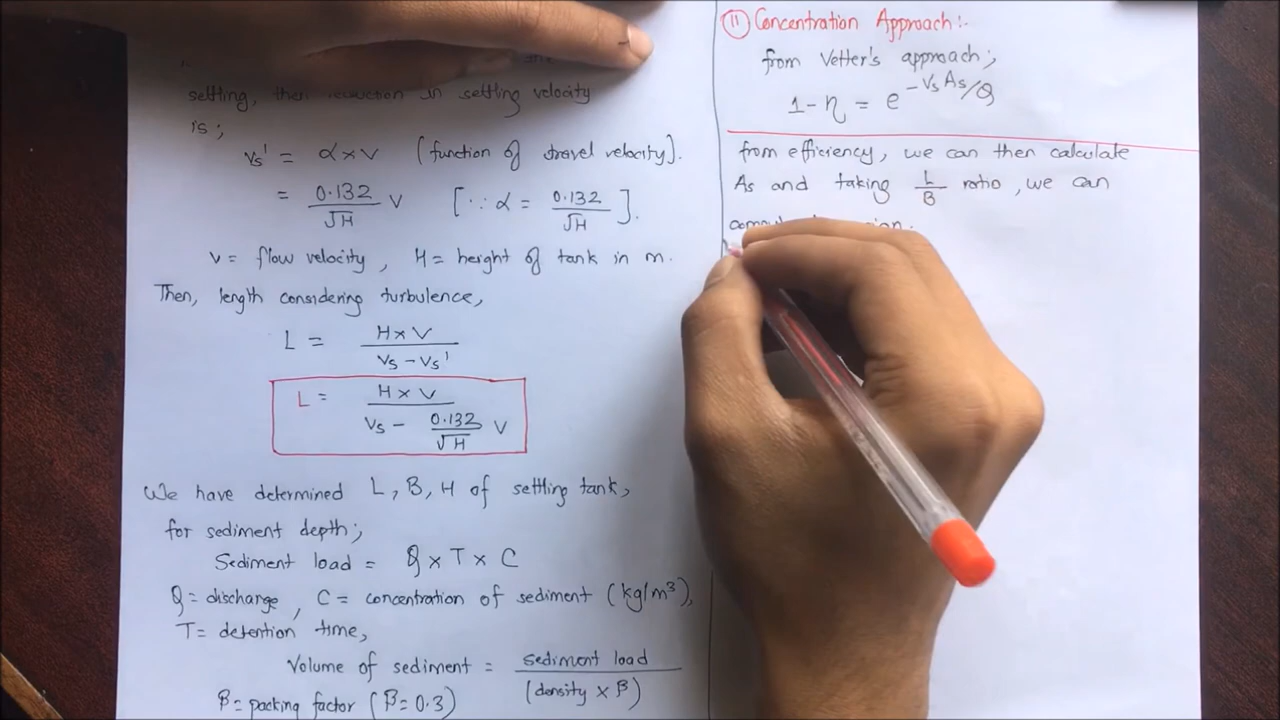 settling, then reduction in settling velocity
is;
Vs' = α×V (function of travel velocity).
= 0.132/√H V [∵ α = 0.132/√H].
V = flow velocity, H = height of tank in m.
Then, length considering turbulence,
L = H×V / Vs – Vs'
L = H×V / Vs – 0.132/√H V
We have determined L, B, H of settling tank,
for sediment depth;
Sediment load = Q × T × C
Q = discharge, C = concentration of sediment (kg/m³),
T = detention time,
Volume of sediment = sediment load / (density × β)
β = packing factor (β = 0.3)
(ii) Concentration Approach:-
from Vetter's approach;
1 – η = e^(–Vs As/Q)
from efficiency, we can then calculate
As and taking L/B ratio, we can